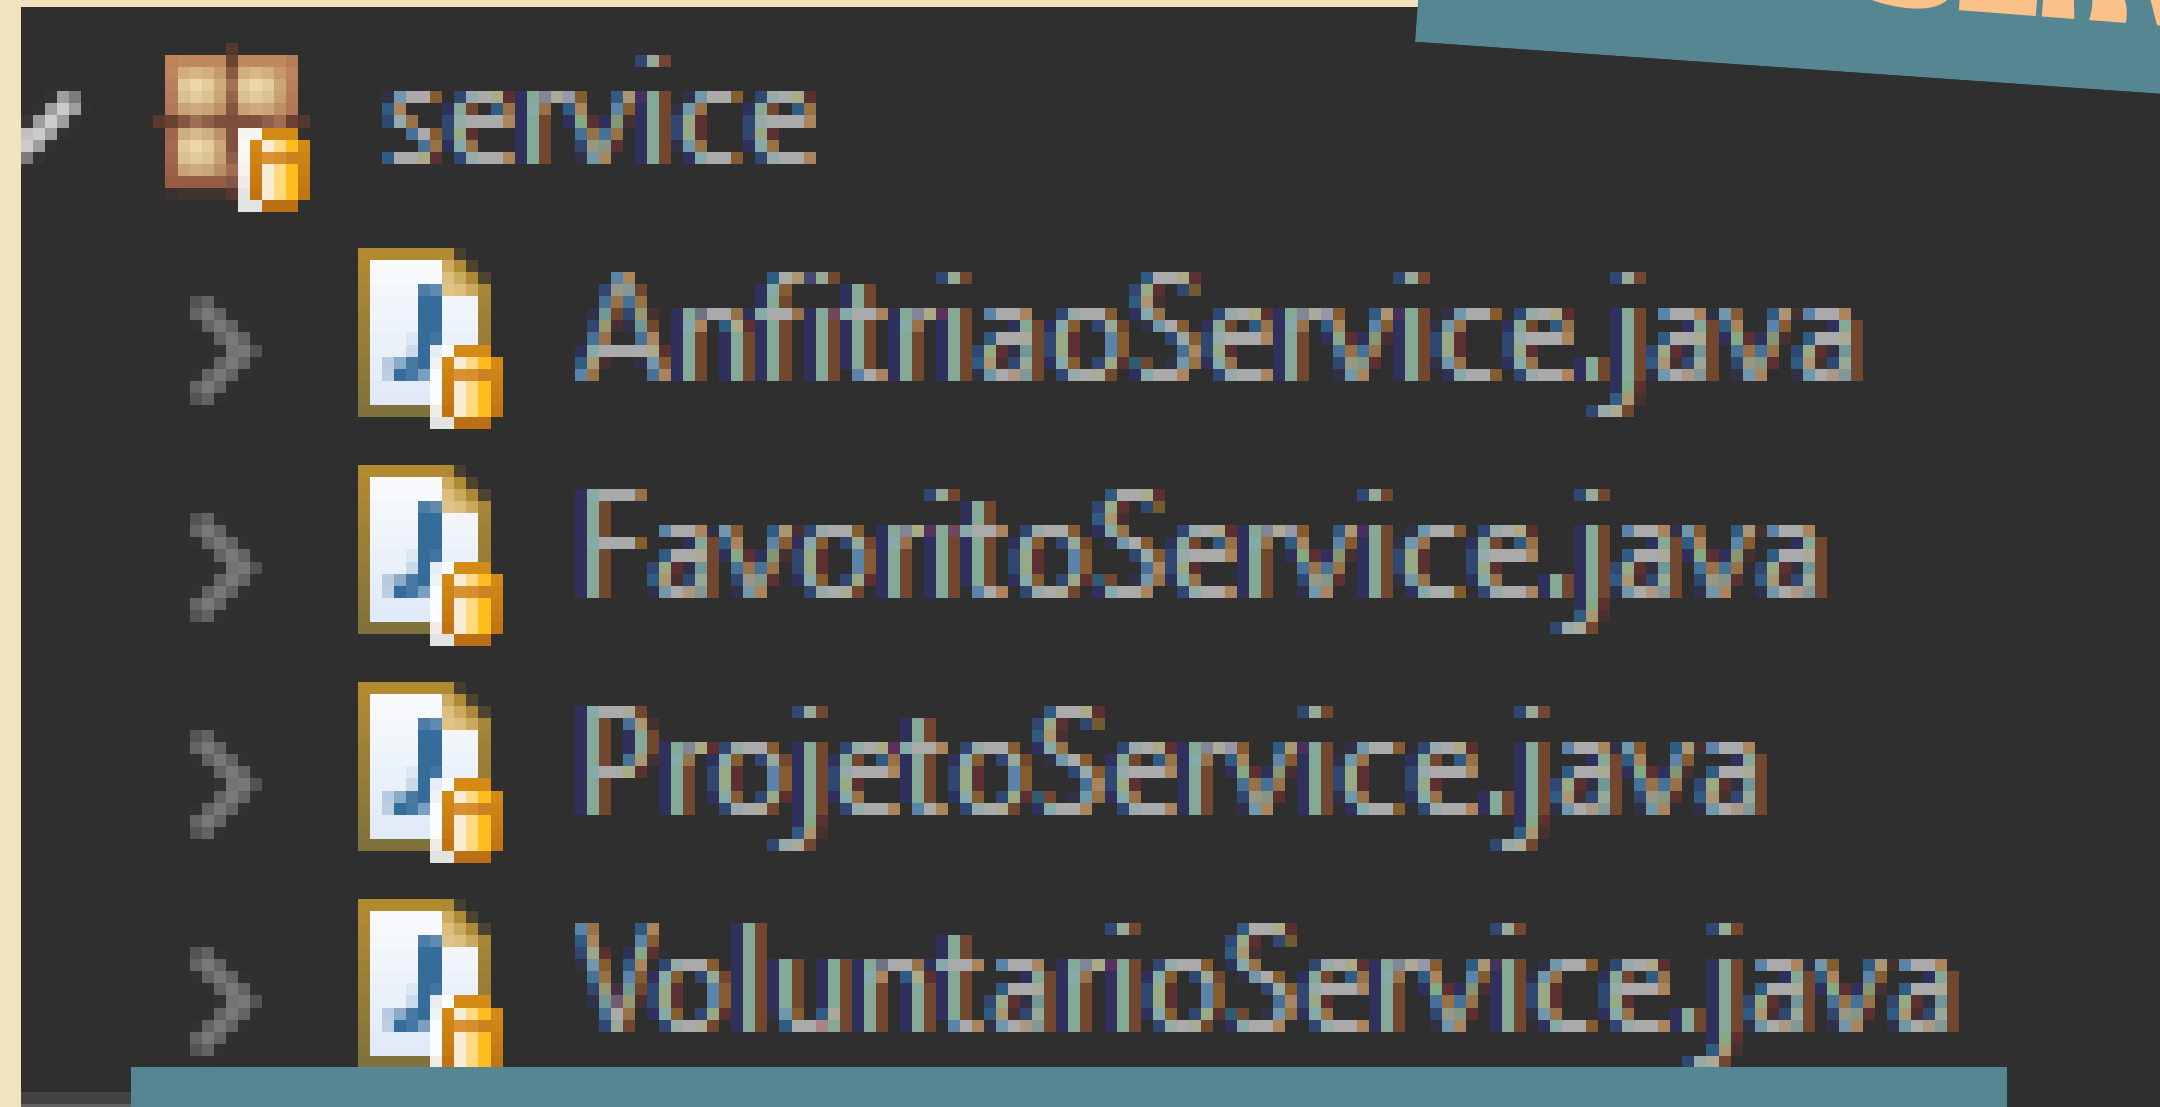 service
AnfitriaoService.java
FavoritoService.java
ProjetoService.java
VoluntarioService.java